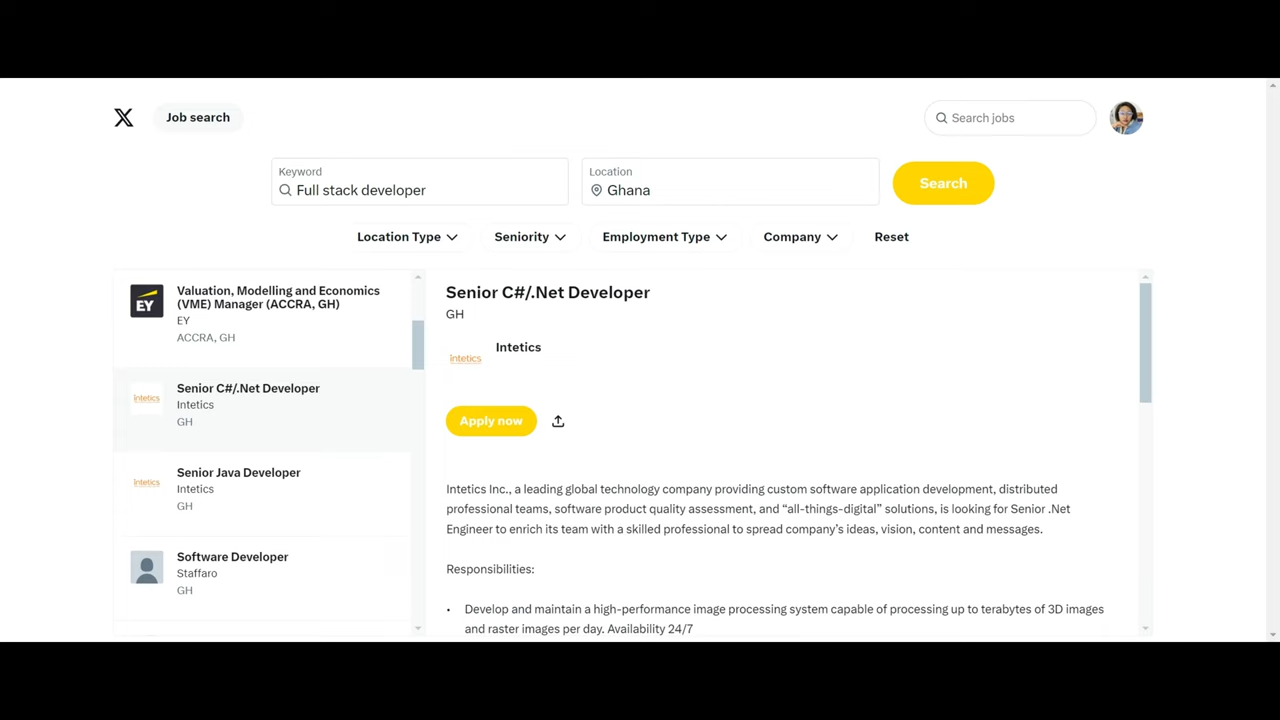 Job search
Search jobs
Keyword
Full stack developer
Location
Ghana
Search
Location Type
Seniority
Employment Type
Company
Reset
EY
Valuation, Modelling and Economics
(VME) Manager (ACCRA, GH)
EY
ACCRA, GH
intetics
Senior C#/.Net Developer
Intetics
GH
intetics
Senior Java Developer
Intetics
GH
Software Developer
Staffaro
GH
Senior C#/.Net Developer
GH
intetics
Intetics
Apply now
Intetics Inc., a leading global technology company providing custom software application development, distributed
professional teams, software product quality assessment, and “all-things-digital” solutions, is looking for Senior .Net
Engineer to enrich its team with a skilled professional to spread company’s ideas, vision, content and messages.
Responsibilities:
• Develop and maintain a high-performance image processing system capable of processing up to terabytes of 3D images
and raster images per day. Availability 24/7